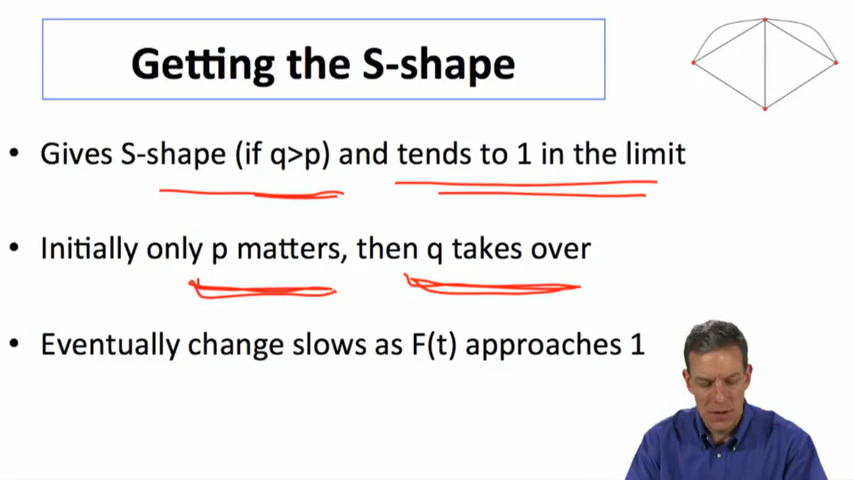 Getting the S-shape
• Gives S-shape (if q>p) and tends to 1 in the limit
• Initially only p matters, then q takes over
• Eventually change slows as F(t) approaches 1